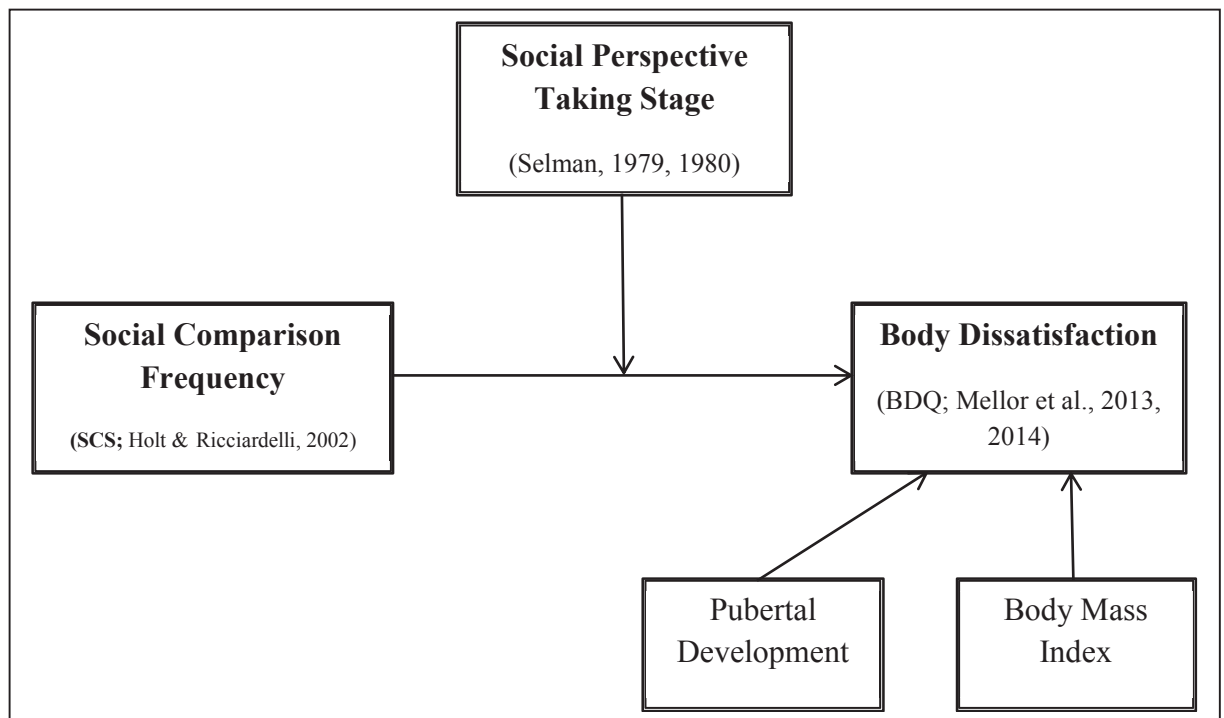 Social Perspective
Taking Stage
(Selman, 1979, 1980)
Social Comparison
Frequency
(SCS; Holt & Ricciardelli, 2002)
Body Dissatisfaction
(BDQ; Mellor et al., 2013,
2014)
Pubertal
Development
Body Mass
Index